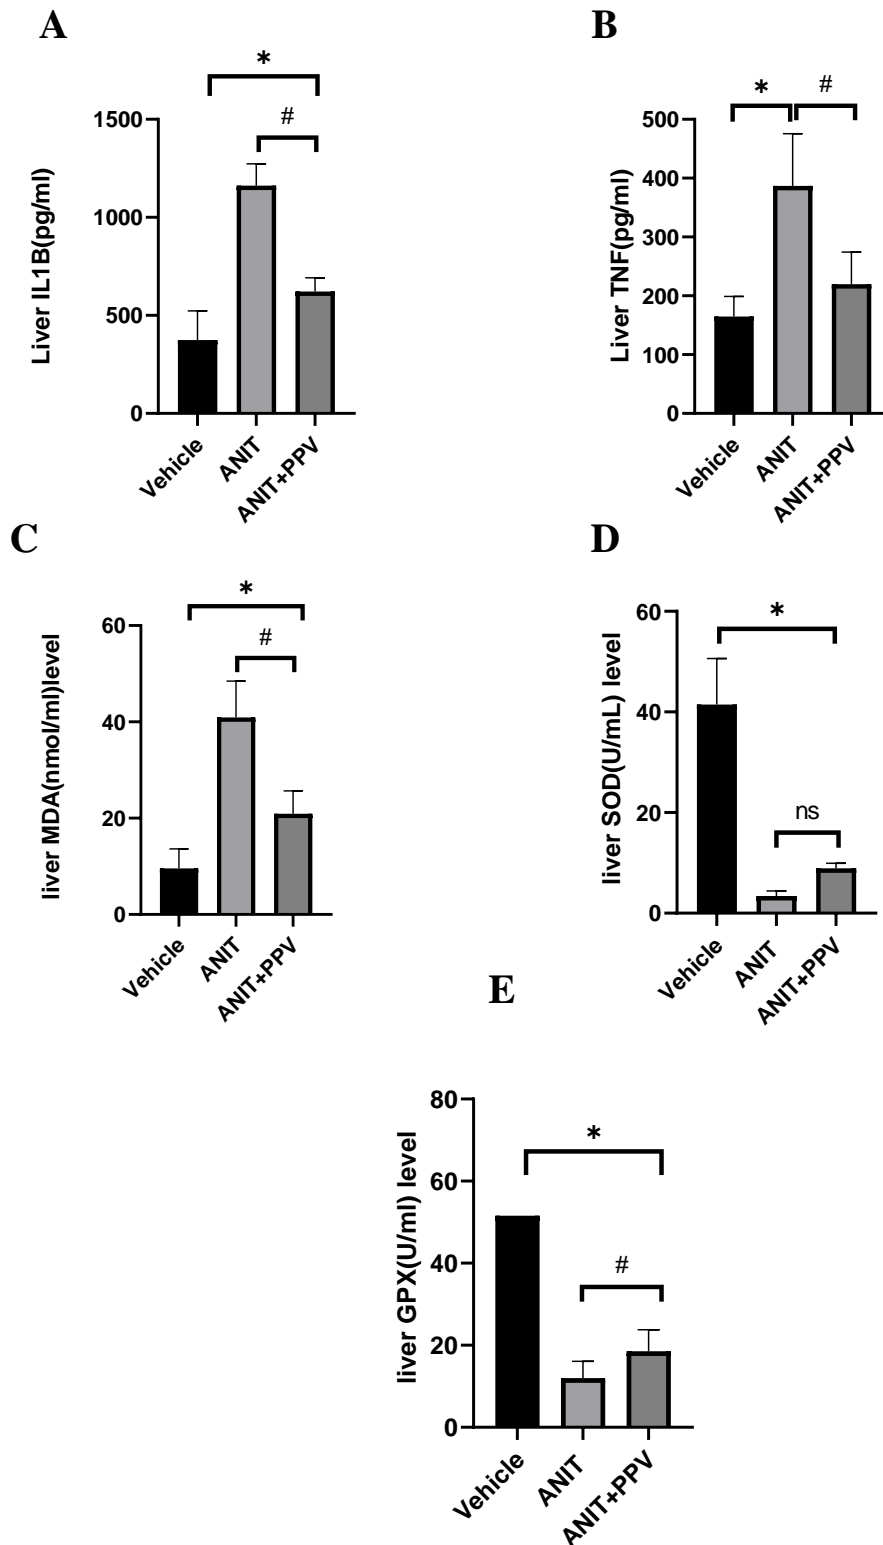 A
*
#
Liver IL1B(pg/ml)
1500
1000
500
0
Vehicle
ANIT
ANIT+PPV
B
*
#
Liver TNF(pg/ml)
500
400
300
200
100
0
Vehicle
ANIT
ANIT+PPV
C
*
#
liver MDA(nmol/ml)level
60
40
20
0
Vehicle
ANIT
ANIT+PPV
D
*
ns
liver SOD(U/mL) level
60
40
20
0
Vehicle
ANIT
ANIT+PPV
E
*
#
liver GPX(U/ml) level
80
60
40
20
0
Vehicle
ANIT
ANIT+PPV